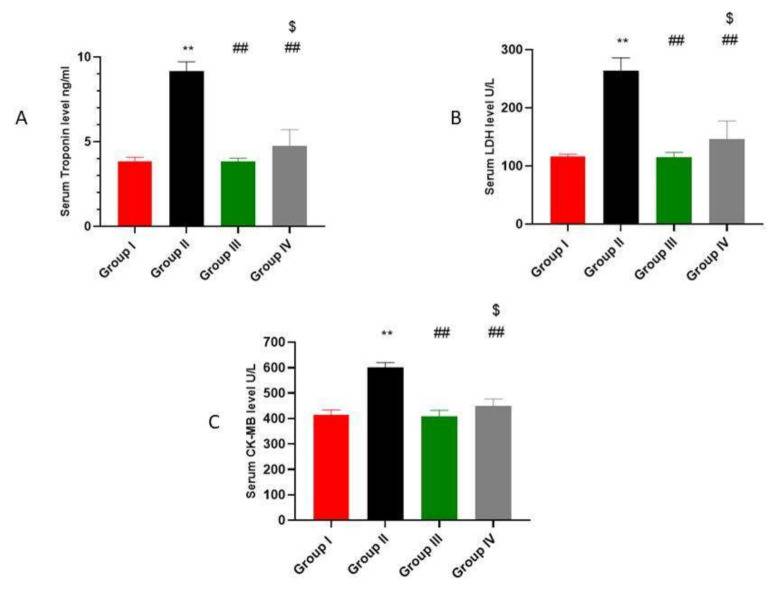 A
Serum Troponin level ng/ml
10
5
0
**
##
$
##
Group I
Group II
Group III
Group IV
B
Serum LDH level U/L
300
200
100
0
**
##
$
##
Group I
Group II
Group III
Group IV
C
Serum CK-MB level U/L
700
600
500
400
300
200
100
0
**
##
$
##
Group I
Group II
Group III
Group IV